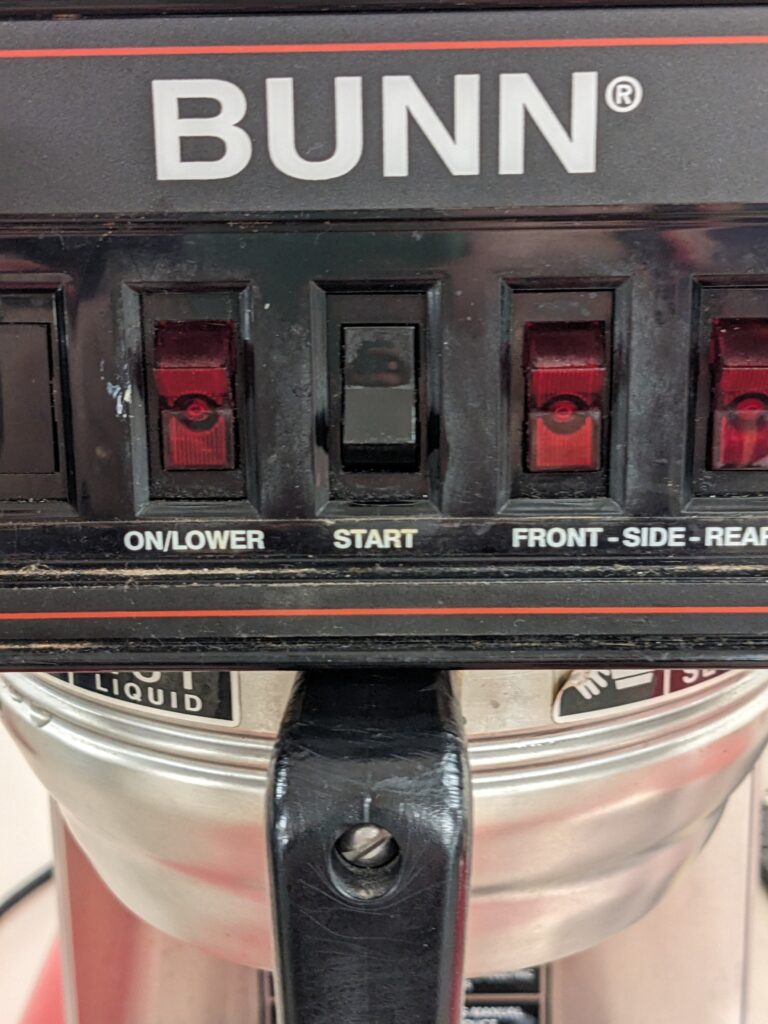 BUNN®
ON/LOWER START FRONT-SIDE-REAR
LIQUID